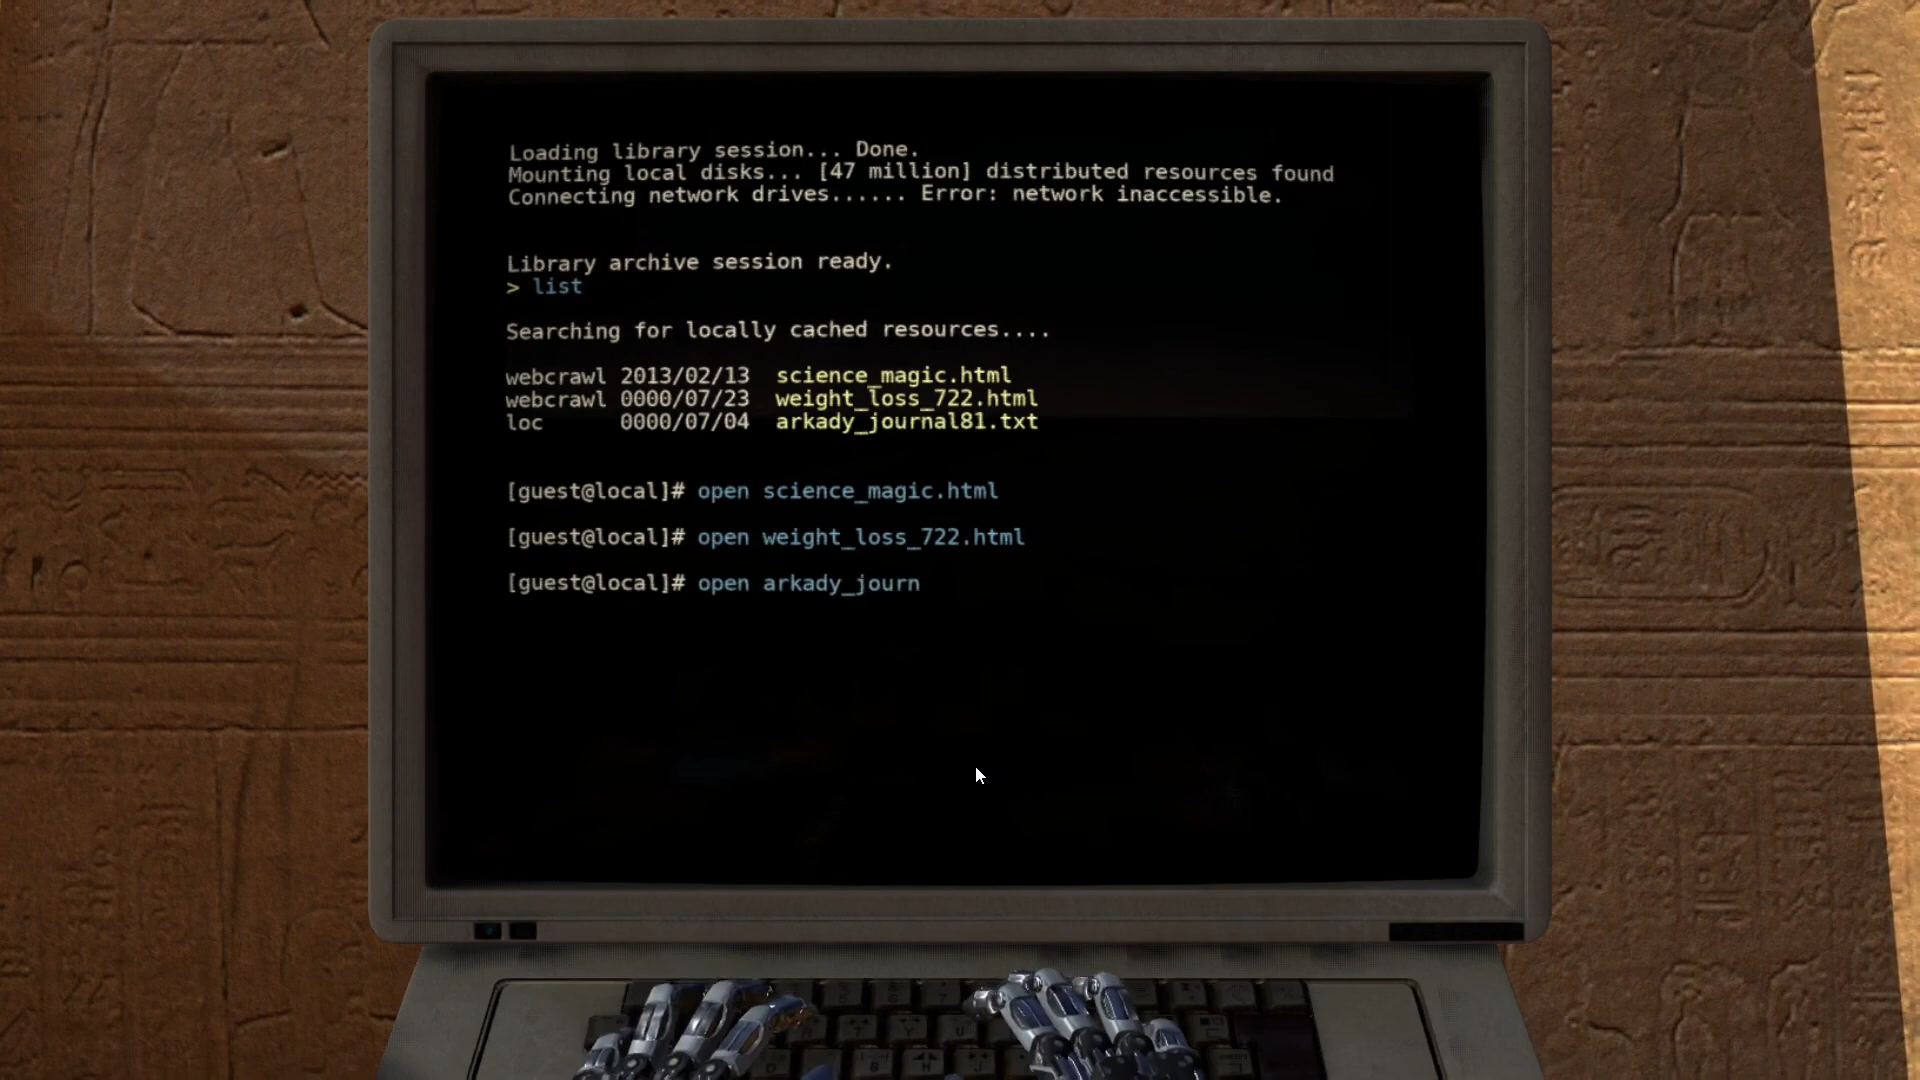 Loading library session... Done.
Mounting local disks... [47 million] distributed resources found
Connecting network drives...... Error: network inaccessible.
Library archive session ready.
> list
Searching for locally cached resources....
webcrawl 2013/02/13 science_magic.html
webcrawl 0000/07/23 weight_loss_722.html
loc 0000/07/04 arkady_journal81.txt
[guest@local]# open science_magic.html
[guest@local]# open weight_loss_722.html
[guest@local]# open arkady_journ